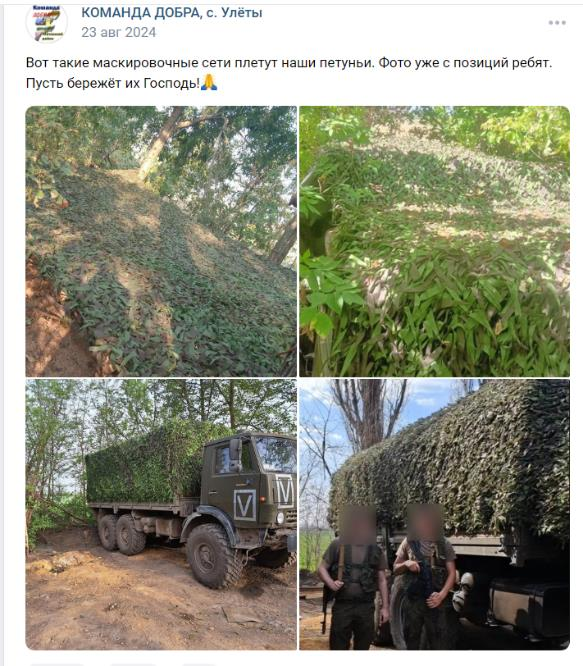 КОМАНДА ДОБРА, с. Улёты
23 авг 2024
Вот такие маскировочные сети плетут наши петуньи. Фото уже с позиций ребят.
Пусть бережёт их Господь!🙏
V
V